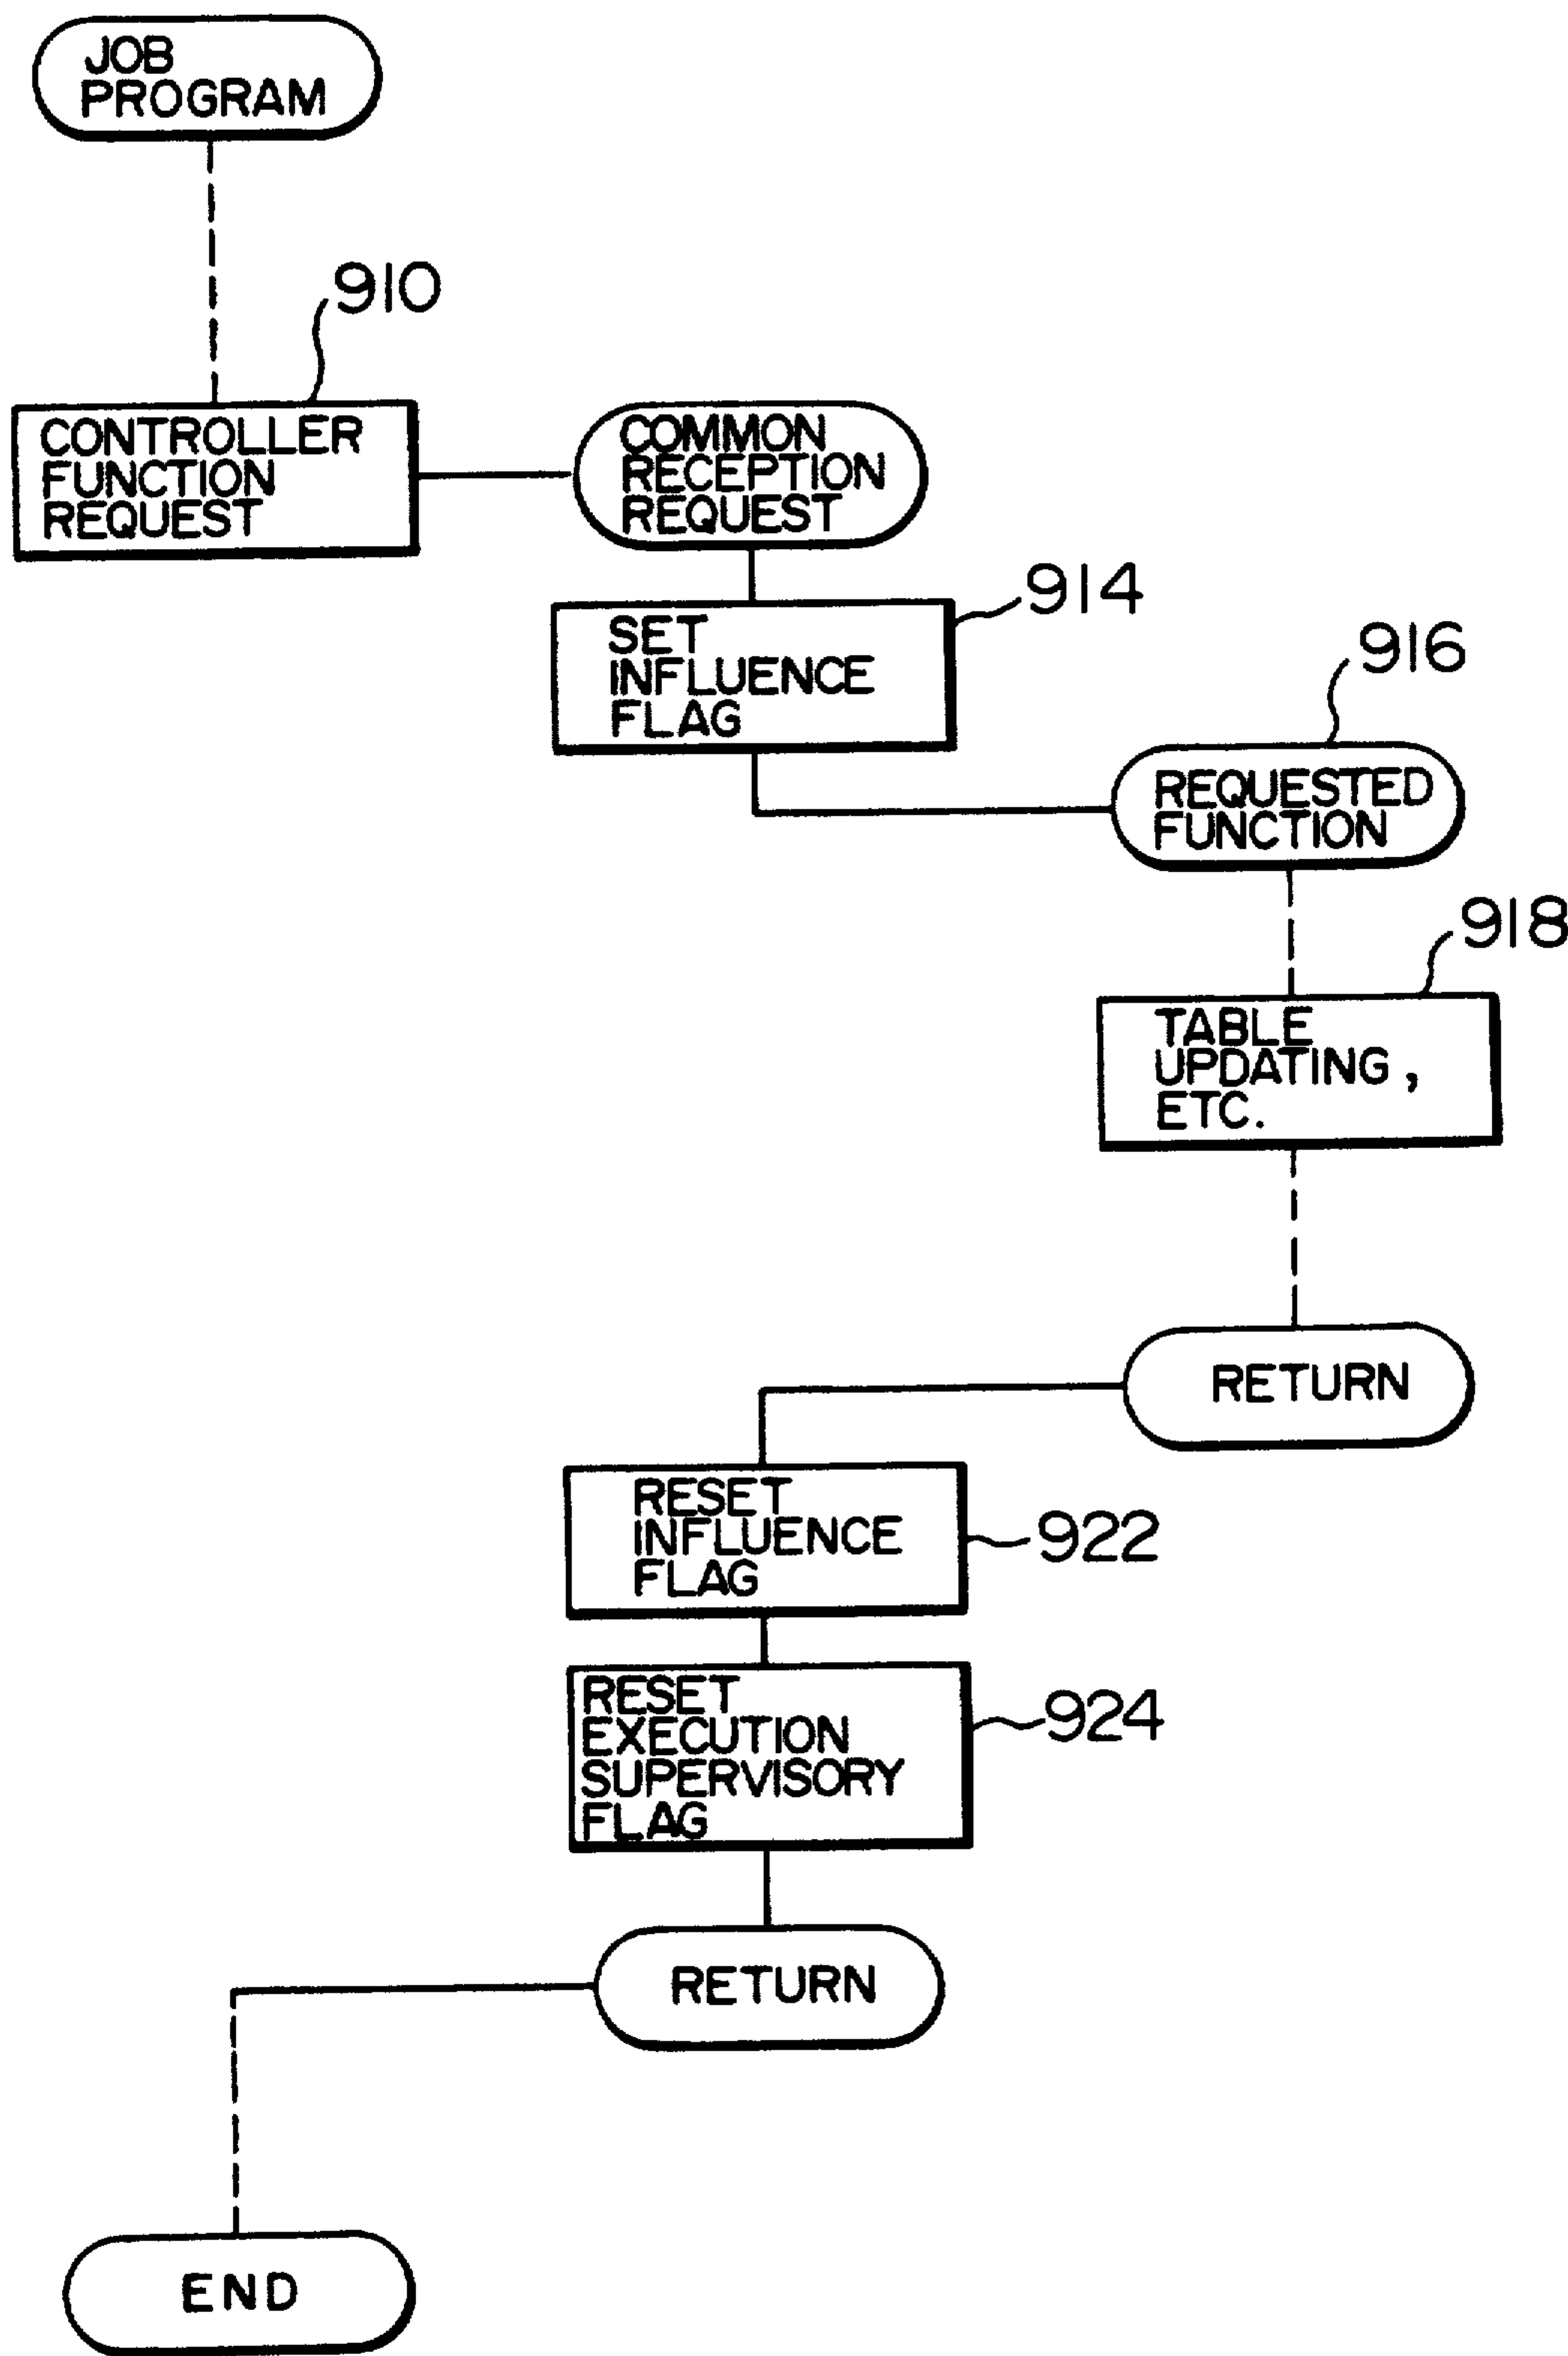 JOB
PROGRAM
910
CONTROLLER
FUNCTION
REQUEST
COMMON
RECEPTION
REQUEST
914
SET
INFLUENCE
FLAG
916
REQUESTED
FUNCTION
918
TABLE
UPDATING,
ETC.
RETURN
RESET
INFLUENCE
FLAG
922
RESET
EXECUTION
SUPERVISORY
FLAG
924
RETURN
END